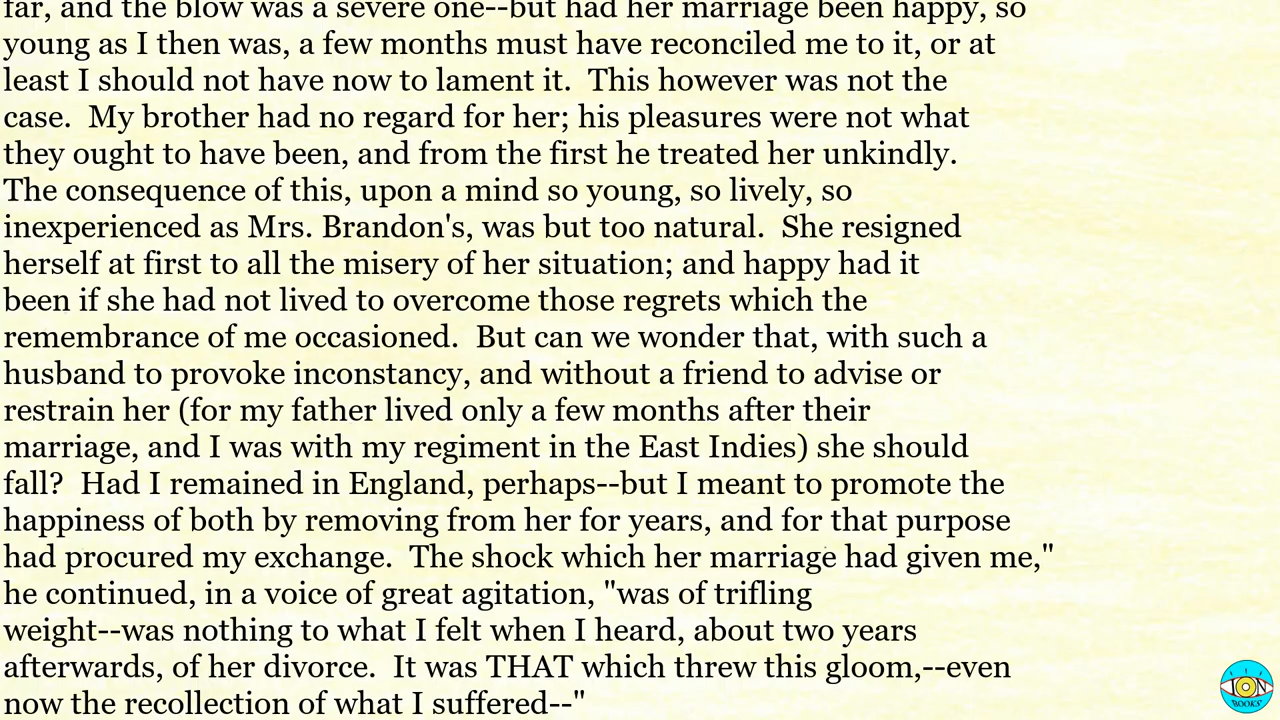 far, and the blow was a severe one--but had her marriage been happy, so
young as I then was, a few months must have reconciled me to it, or at
least I should not have now to lament it.  This however was not the
case.  My brother had no regard for her; his pleasures were not what
they ought to have been, and from the first he treated her unkindly.
The consequence of this, upon a mind so young, so lively, so
inexperienced as Mrs. Brandon's, was but too natural.  She resigned
herself at first to all the misery of her situation; and happy had it
been if she had not lived to overcome those regrets which the
remembrance of me occasioned.  But can we wonder that, with such a
husband to provoke inconstancy, and without a friend to advise or
restrain her (for my father lived only a few months after their
marriage, and I was with my regiment in the East Indies) she should
fall?  Had I remained in England, perhaps--but I meant to promote the
happiness of both by removing from her for years, and for that purpose
had procured my exchange.  The shock which her marriage had given me,"
he continued, in a voice of great agitation, "was of trifling
weight--was nothing to what I felt when I heard, about two years
afterwards, of her divorce.  It was THAT which threw this gloom,--even
now the recollection of what I suffered--"
ION
BOOKS